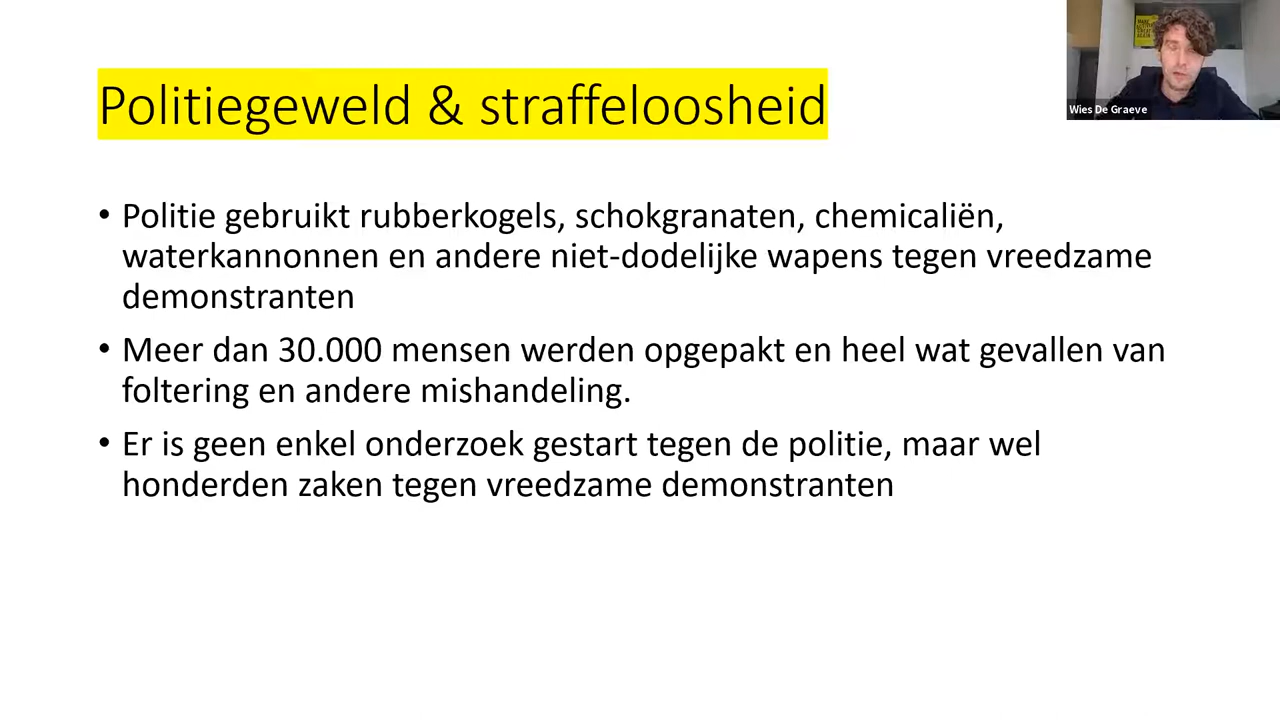 Politiegeweld & straffeloosheid
Wies De Graeve
• Politie gebruikt rubberkogels, schokgranaten, chemicaliën,
waterkannonnen en andere niet-dodelijke wapens tegen vreedzame
demonstranten
• Meer dan 30.000 mensen werden opgepakt en heel wat gevallen van
foltering en andere mishandeling.
• Er is geen enkel onderzoek gestart tegen de politie, maar wel
honderden zaken tegen vreedzame demonstranten